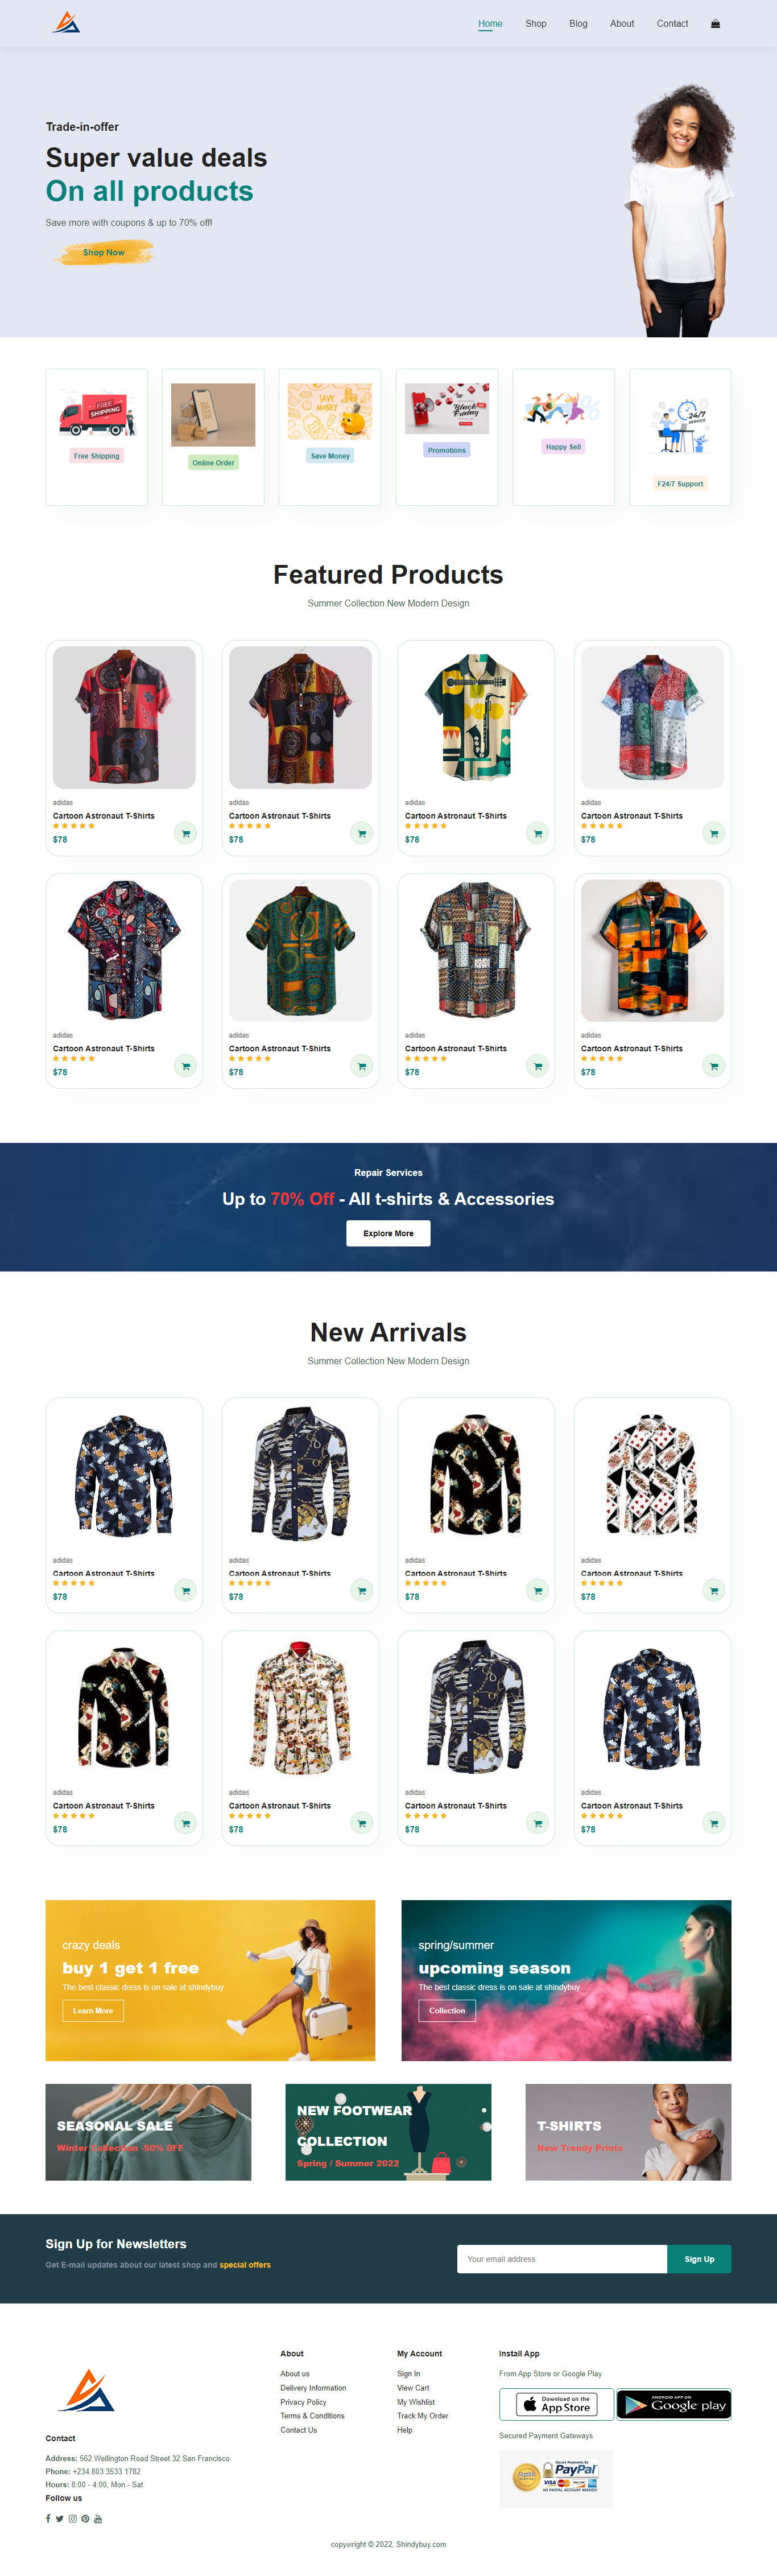 Home Shop Blog About Contact
Trade-in-offer
Super value deals
On all products
Save more with coupons & up to 70% off!
Shop Now
FREE
SHIPPING
SAVE
MONEY
Black
Friday
24/7
SERVICE
Free Shipping
Online Order
Save Money
Promotions
Happy Sell
F24/7 Support
Featured Products
Summer Collection New Modern Design
adidas adidas adidas adidas
Cartoon Astronaut T-Shirts Cartoon Astronaut T-Shirts Cartoon Astronaut T-Shirts Cartoon Astronaut T-Shirts
$78 $78 $78 $78
adidas adidas adidas adidas
Cartoon Astronaut T-Shirts Cartoon Astronaut T-Shirts Cartoon Astronaut T-Shirts Cartoon Astronaut T-Shirts
$78 $78 $78 $78
Repair Services
Up to 70% Off - All t-shirts & Accessories
Explore More
New Arrivals
Summer Collection New Modern Design
adidas adidas adidas adidas
Cartoon Astronaut T-Shirts Cartoon Astronaut T-Shirts Cartoon Astronaut T-Shirts Cartoon Astronaut T-Shirts
$78 $78 $78 $78
adidas adidas adidas adidas
Cartoon Astronaut T-Shirts Cartoon Astronaut T-Shirts Cartoon Astronaut T-Shirts Cartoon Astronaut T-Shirts
$78 $78 $78 $78
crazy deals
buy 1 get 1 free
The best classic dress is on sale at shindybuy
Learn More
spring/summer
upcoming season
The best classic dress is on sale at shindybuy
Collection
SEASONAL SALE
Winter Collection -50% OFF
NEW FOOTWEAR
COLLECTION
Spring / Summer 2022
T-SHIRTS
New Trendy Prints
Sign Up for Newsletters
Get E-mail updates about our latest shop and special offers
Your email address
Sign Up
Contact
Address: 562 Wellington Road Street 32 San Francisco
Phone: +234 803 3533 1782
Hours: 8:00 - 4:00, Mon - Sat
Follow us
About
About us
Delivery Information
Privacy Policy
Terms & Conditions
Contact Us
My Account
Sign In
View Cart
My Wishlist
Track My Order
Help
Install App
From App Store or Google Play
Download on the
App Store
ANDROID APP ON
Google play
Secured Payment Gateways
Secure Payments By
PayPal
VISA
NO PAYPAL ACCOUNT NEEDED!
copywright © 2022, Shindybuy.com